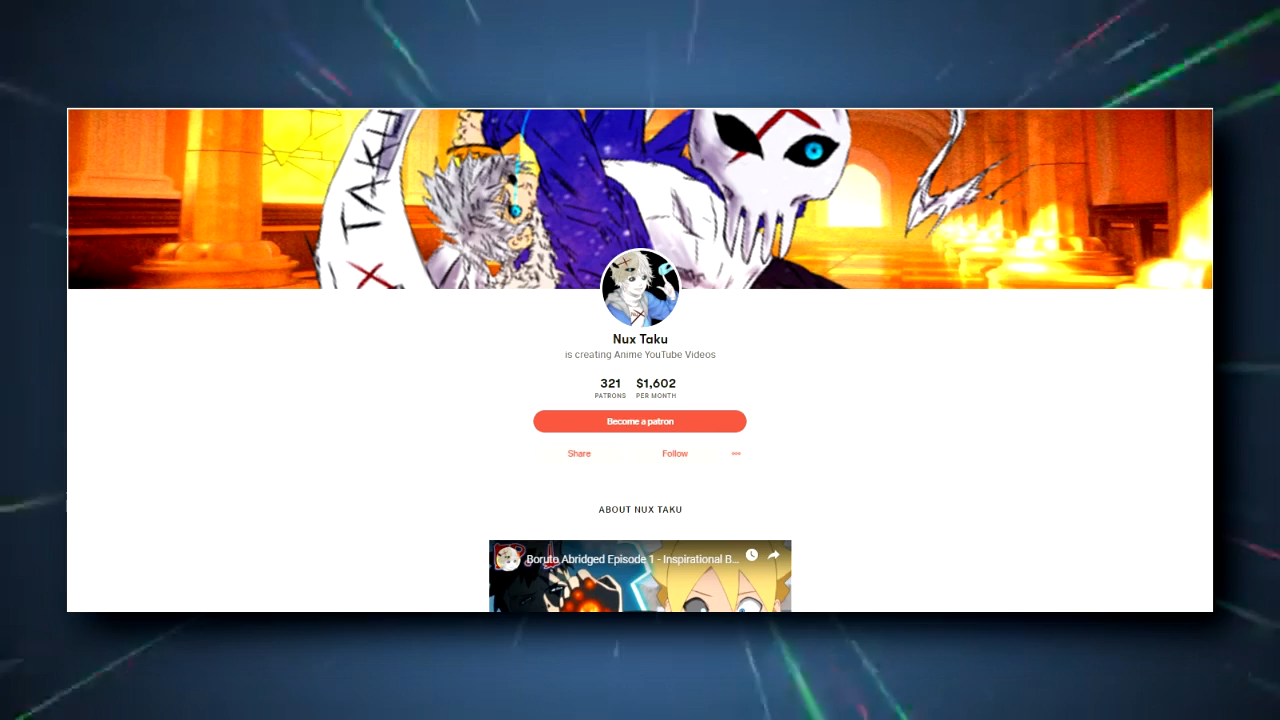 TAKU
Nux Taku
is creating Anime YouTube Videos
321 $1,602
PATRONS PER MONTH
Become a patron
Share Follow
ABOUT NUX TAKU
Boruto Abridged Episode 1 - Inspirational B...